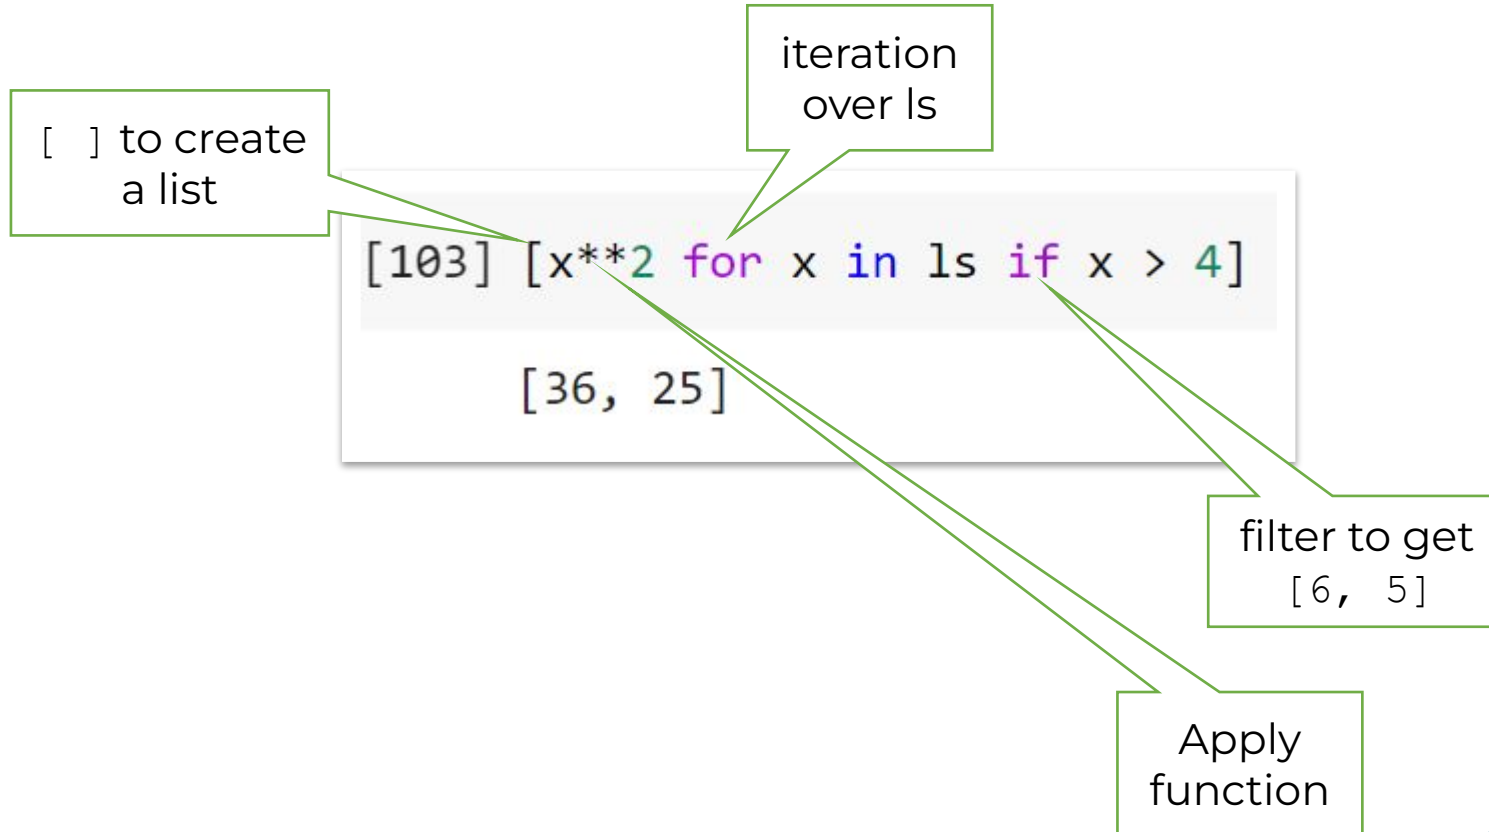 iteration
over ls
[ ] to create
a list
[103] [x**2 for x in ls if x > 4]
[36, 25]
filter to get
[6, 5]
Apply
function